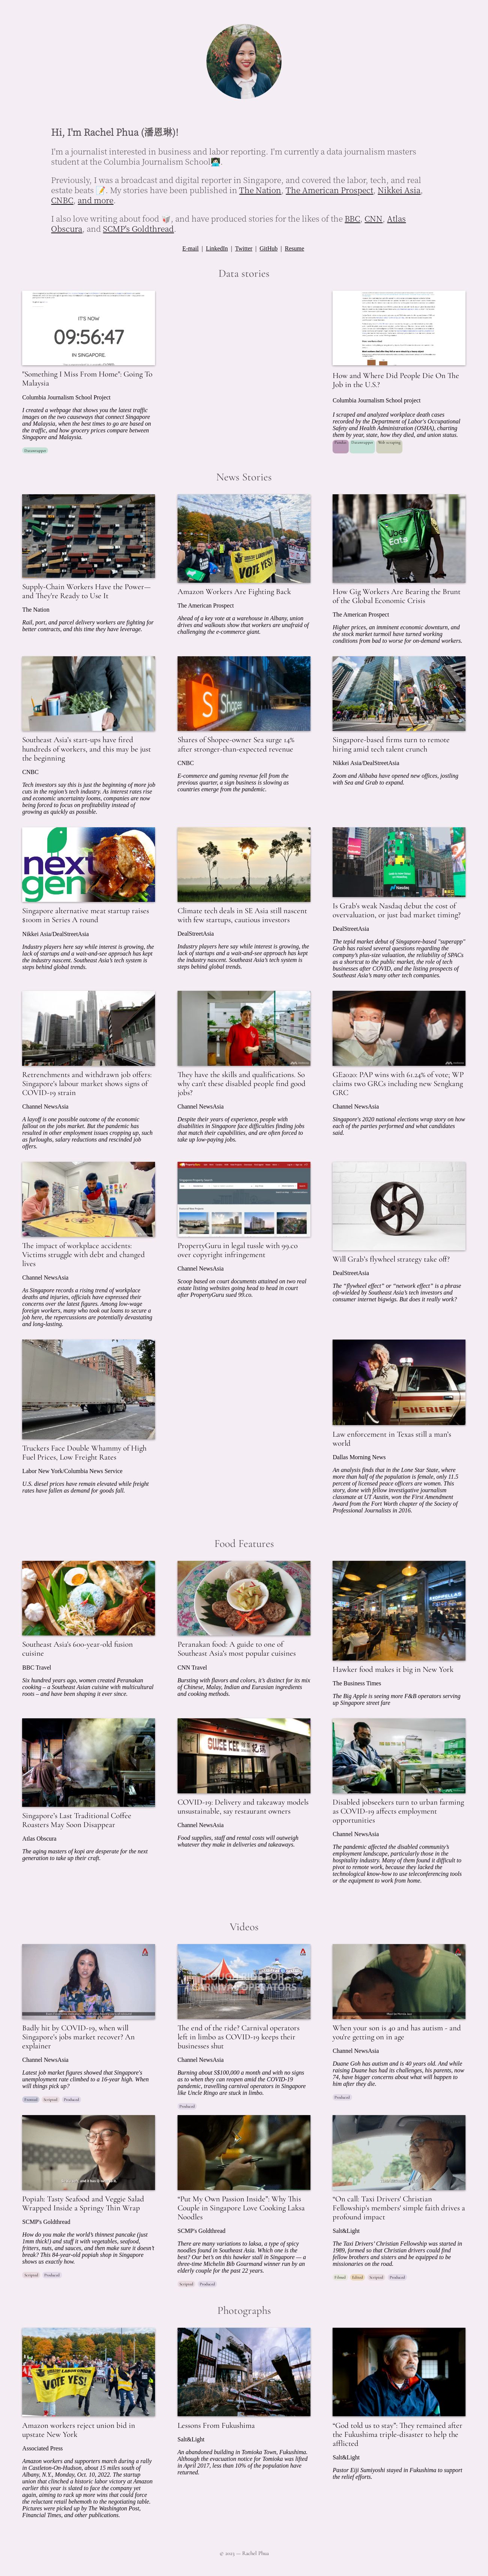 Hi, I'm Rachel Phua (潘恩琳)!
I'm a journalist interested in business and labor reporting. I'm currently a data journalism masters
student at the Columbia Journalism School👩🏻‍💻
Previously, I was a broadcast and digital reporter in Singapore, and covered the labor, tech, and real
estate beats 📝. My stories have been published in The Nation, The American Prospect, Nikkei Asia,
CNBC, and more.
I also love writing about food 🥡, and have produced stories for the likes of the BBC, CNN, Atlas
Obscura, and SCMP's Goldthread.
E-mail | LinkedIn | Twitter | GitHub | Resume
Data stories
IT'S NOW
09:56:47
IN SINGAPORE.
"Something I Miss From Home": Going To
Malaysia
Columbia Journalism School Project
I created a webpage that shows you the latest traffic
images on the two causeways that connect Singapore
and Malaysia, when the best times to go are based on
the traffic, and how grocery prices compare between
Singapore and Malaysia.
Datawrapper
How and Where Did People Die On The
Job in the U.S.?
Columbia Journalism School project
I scraped and analyzed workplace death cases
recorded by the Department of Labor's Occupational
Safety and Health Administration (OSHA), charting
them by year, state, how they died, and union status.
Pandas Datawrapper Web scraping
News Stories
Supply-Chain Workers Have the Power—
and They're Ready to Use It
The Nation
Rail, port, and parcel delivery workers are fighting for
better contracts, and this time they have leverage.
VOTE YES!
Amazon Workers Are Fighting Back
The American Prospect
Ahead of a key vote at a warehouse in Albany, union
drives and walkouts show that workers are unafraid of
challenging the e-commerce giant.
Uber
Eats
How Gig Workers Are Bearing the Brunt
of the Global Economic Crisis
The American Prospect
Higher prices, an imminent economic downturn, and
the stock market turmoil have turned working
conditions from bad to worse for on-demand workers.
Southeast Asia's start-ups have fired
hundreds of workers, and this may be just
the beginning
CNBC
Tech investors say this is just the beginning of more job
cuts in the region's tech industry. As interest rates rise
and economic uncertainty looms, companies are now
being forced to focus on profitability instead of
growing as quickly as possible.
Shares of Shopee-owner Sea surge 14%
after stronger-than-expected revenue
CNBC
E-commerce and gaming revenue fell from the
previous quarter, a sign business is slowing as
countries emerge from the pandemic.
Singapore-based firms turn to remote
hiring amid tech talent crunch
Nikkei Asia/DealStreetAsia
Zoom and Alibaba have opened new offices, jostling
with Sea and Grab to expand.
next
gen
Singapore alternative meat startup raises
$100m in Series A round
Nikkei Asia/DealStreetAsia
Industry players say while interest is growing, the
lack of startups and a wait-and-see approach has kept
the industry nascent. Southeast Asia's tech system is
steps behind global trends.
Climate tech deals in SE Asia still nascent
with few startups, cautious investors
DealStreetAsia
Industry players say while interest is growing, the
lack of startups and a wait-and-see approach has kept
the industry nascent. Southeast Asia's tech system is
steps behind global trends.
Is Grab's weak Nasdaq debut the cost of
overvaluation, or just bad market timing?
DealStreetAsia
The tepid market debut of Singapore-based "superapp"
Grab has raised several questions regarding the
company's plus-size valuation, the reliability of SPACs
as a shortcut to the public market, the role of tech
businesses after COVID, and the listing prospects of
Southeast Asia's many other tech companies.
Retrenchments and withdrawn job offers:
Singapore's labour market shows signs of
COVID-19 strain
Channel NewsAsia
A layoff is one possible outcome of the economic
fallout on the jobs market. But the pandemic has
resulted in other employment issues cropping up, such
as furloughs, salary reductions and rescinded job
offers.
They have the skills and qualifications. So
why can't these disabled people find good
jobs?
Channel NewsAsia
Despite their years of experience, people with
disabilities in Singapore face difficulties finding jobs
that match their capabilities, and are often forced to
take up low-paying jobs.
GE2020: PAP wins with 61.24% of vote; WP
claims two GRCs including new Sengkang
GRC
Channel NewsAsia
Singapore's 2020 national elections wrap story on how
each of the parties performed and what candidates
said.
The impact of workplace accidents:
Victims struggle with debt and changed
lives
Channel NewsAsia
As Singapore records a rising trend of workplace
deaths and injuries, officials have expressed their
concerns over the latest figures. Among low-wage
foreign workers, many who took out loans to secure a
job here, the repercussions are potentially devastating
and long-lasting.
PropertyGuru in legal tussle with 99.co
over copyright infringement
Channel NewsAsia
Scoop based on court documents attained on two real
estate listing websites going head to head in court
after PropertyGuru sued 99.co.
Will Grab's flywheel strategy take off?
DealStreetAsia
The "flywheel effect" or "network effect" is a phrase
oft-wielded by Southeast Asia's tech investors and
consumer internet bigwigs. But does it really work?
Truckers Face Double Whammy of High
Fuel Prices, Low Freight Rates
Labor New York/Columbia News Service
U.S. diesel prices have remain elevated while freight
rates have fallen as demand for goods fall.
SHERIFF
Law enforcement in Texas still a man's
world
Dallas Morning News
An analysis finds that in the Lone Star State, where
more than half of the population is female, only 11.5
percent of licensed peace officers are women. This
story, done with fellow investigative journalism
classmate at UT Austin, won the First Amendment
Award from the Fort Worth chapter of the Society of
Professional Journalists in 2016.
Food Features
Southeast Asia's 600-year-old fusion
cuisine
BBC Travel
Six hundred years ago, women created Peranakan
cooking – a Southeast Asian cuisine with multicultural
roots – and have been shaping it ever since.
Peranakan food: A guide to one of
Southeast Asia's most popular cuisines
CNN Travel
Bursting with flavors and colors, it's distinct for its mix
of Chinese, Malay, Indian and Eurasian ingredients
and cooking methods.
Hawker food makes it big in New York
The Business Times
The Big Apple is seeing more F&B operators serving
up Singapore street fare
Singapore's Last Traditional Coffee
Roasters May Soon Disappear
Atlas Obscura
The aging masters of kopi are desperate for the next
generation to take up their craft.
GUIKEE KEE
COVID-19: Delivery and takeaway models
unsustainable, say restaurant owners
Channel NewsAsia
Food supplies, staff and rental costs will outweigh
whatever they make in deliveries and takeaways.
Disabled jobseekers turn to urban farming
as COVID-19 affects employment
opportunities
Channel NewsAsia
The pandemic affected the disabled community's
employment landscape, particularly those in the
hospitality industry. Many of them found it difficult to
pivot to remote work, because they lacked the
technological know-how to use teleconferencing tools
or the equipment to work from home.
Videos
Badly hit by COVID-19, when will
Singapore's jobs market recover? An
explainer
Channel NewsAsia
Latest job market figures showed that Singapore's
unemployment rate climbed to a 16-year high. When
will things pick up?
Scripted Produced
The end of the ride? Carnival operators
left in limbo as COVID-19 keeps their
businesses shut
Channel NewsAsia
Burning about S$100,000 a month and with no signs
as to when they can reopen amid the COVID-19
pandemic, travelling carnival operators in Singapore
like Uncle Ringo are stuck in limbo.
Produced
When your son is 40 and has autism - and
you're getting on in age
Channel NewsAsia
Duane Goh has autism and is 40 years old. And while
raising Duane has had its challenges, his parents, now
74, have bigger concerns about what will happen to
him after they die.
Produced
Popiah: Tasty Seafood and Veggie Salad
Wrapped Inside a Springy Thin Wrap
SCMP's Goldthread
How do you make the world's thinnest pancake (just
1mm thick!) and stuff it with vegetables, seafood,
fritters, nuts, and sauces, and then make sure it doesn't
break? This 84-year-old popiah shop in Singapore
shows us exactly how.
Scripted Produced
"Put My Own Passion Inside": Why This
Couple in Singapore Love Cooking Laksa
Noodles
SCMP's Goldthread
There are many variations to laksa, a type of spicy
noodles found in Southeast Asia. Which one is the
best? Our bet's on this hawker stall in Singapore — a
three-time Michelin Bib Gourmand winner run by an
elderly couple for the past 22 years.
Scripted Produced
"On call: Taxi Drivers' Christian
Fellowship's members' simple faith drives a
profound impact
Salt&Light
The Taxi Drivers' Christian Fellowship was started in
1989, formed so that Christian drivers could find
fellow brothers and sisters and be equipped to be
missionaries on the road.
Filmed Edited Scripted Produced
Photographs
VOTE YES!
Amazon workers reject union bid in
upstate New York
Associated Press
Amazon workers and supporters march during a rally
in Castleton-On-Hudson, about 15 miles south of
Albany, N.Y., Monday, Oct. 10, 2022. The startup
union that clinched a historic labor victory at Amazon
earlier this year is slated to face the company yet
again, aiming to rack up more wins that could force
the reluctant retail behemoth to the negotiating table.
Pictures were picked up by The Washington Post,
Financial Times, and other publications.
Lessons From Fukushima
Salt&Light
An abandoned building in Tomioka Town, Fukushima.
Although the evacuation notice for Tomioka was lifted
in April 2017, less than 10% of the population have
returned.
"God told us to stay": They remained after
the Fukushima triple-disaster to help the
afflicted
Salt&Light
Pastor Eiji Sumiyoshi stayed in Fukushima to support
the relief efforts.
© 2023 — Rachel Phua